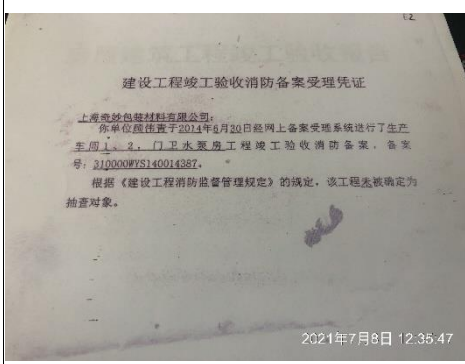 建设工程竣工验收消防备案受理凭证
上海奇妙包装材料有限公司：
你单位顾伟青于2014年6月30日经网上备案受理系统进行了生产
车间1、2，门卫水泵房工程竣工验收消防备案，备案
号：310000WYS140014387。
根据《建设工程消防监督管理规定》的规定，该工程未被确定为
抽查对象。
2021年7月8日 12:35:47